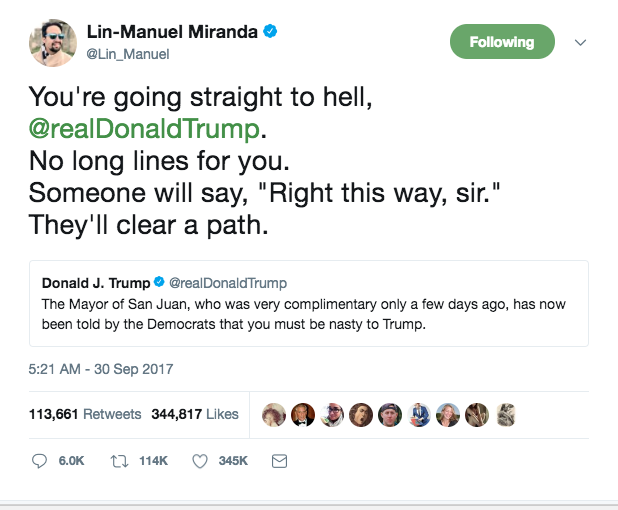 Lin-Manuel Miranda
@Lin_Manuel
Following
You're going straight to hell,
@realDonaldTrump.
No long lines for you.
Someone will say, "Right this way, sir."
They'll clear a path.
Donald J. Trump @realDonaldTrump
The Mayor of San Juan, who was very complimentary only a few days ago, has now
been told by the Democrats that you must be nasty to Trump.
5:21 AM - 30 Sep 2017
113,661 Retweets 344,817 Likes
6.0K 114K 345K